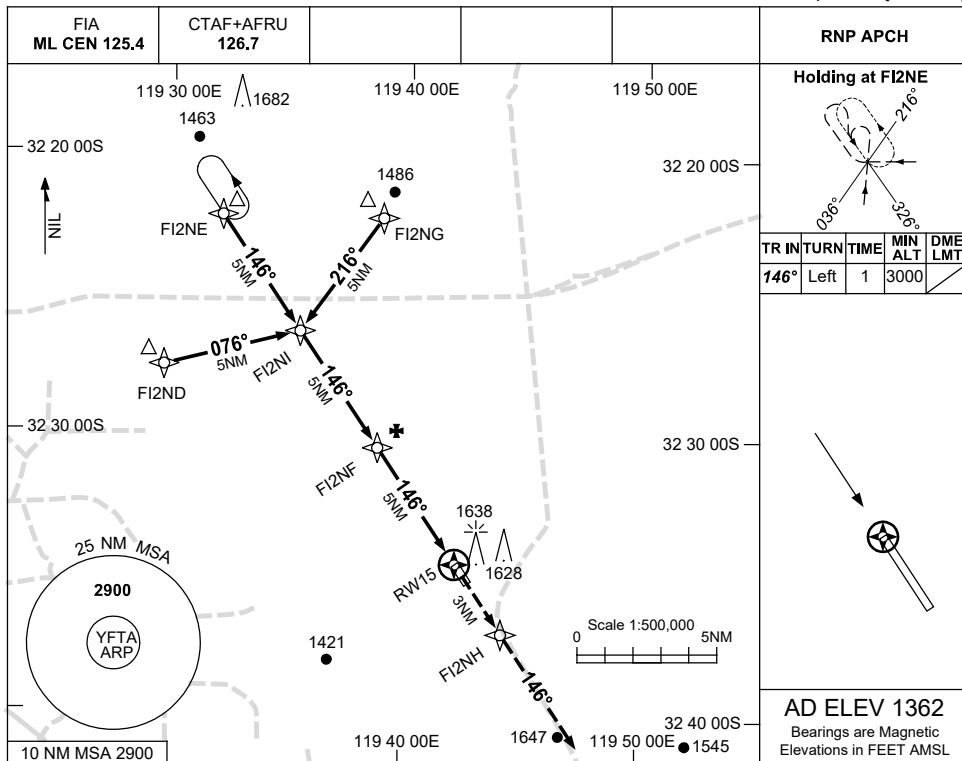 FIA
ML CEN 125.4
CTAF+AFRU
126.7
RNP APCH
119 30 00E
119 40 00E
119 50 00E
1682
1463
32 20 00S
32 20 00S
1486
NIL
FI2NE
FI2NG
146°
5NM
216°
5NM
076°
5NM
FI2ND
FI2NI
146°
5NM
32 30 00S
32 30 00S
FI2NF
146°
5NM
1638
1628
RW15
3NM
FI2NH
146°
25 NM MSA
2900
YFTA
ARP
1421
Scale 1:500,000
0
5NM
32 40 00S
1647
119 40 00E
119 50 00E
1545
10 NM MSA 2900
Holding at FI2NE
216°
036°
326°
TR IN TURN TIME MIN ALT DME LMT
146° Left 1 3000
AD ELEV 1362
Bearings are Magnetic
Elevations in FEET AMSL